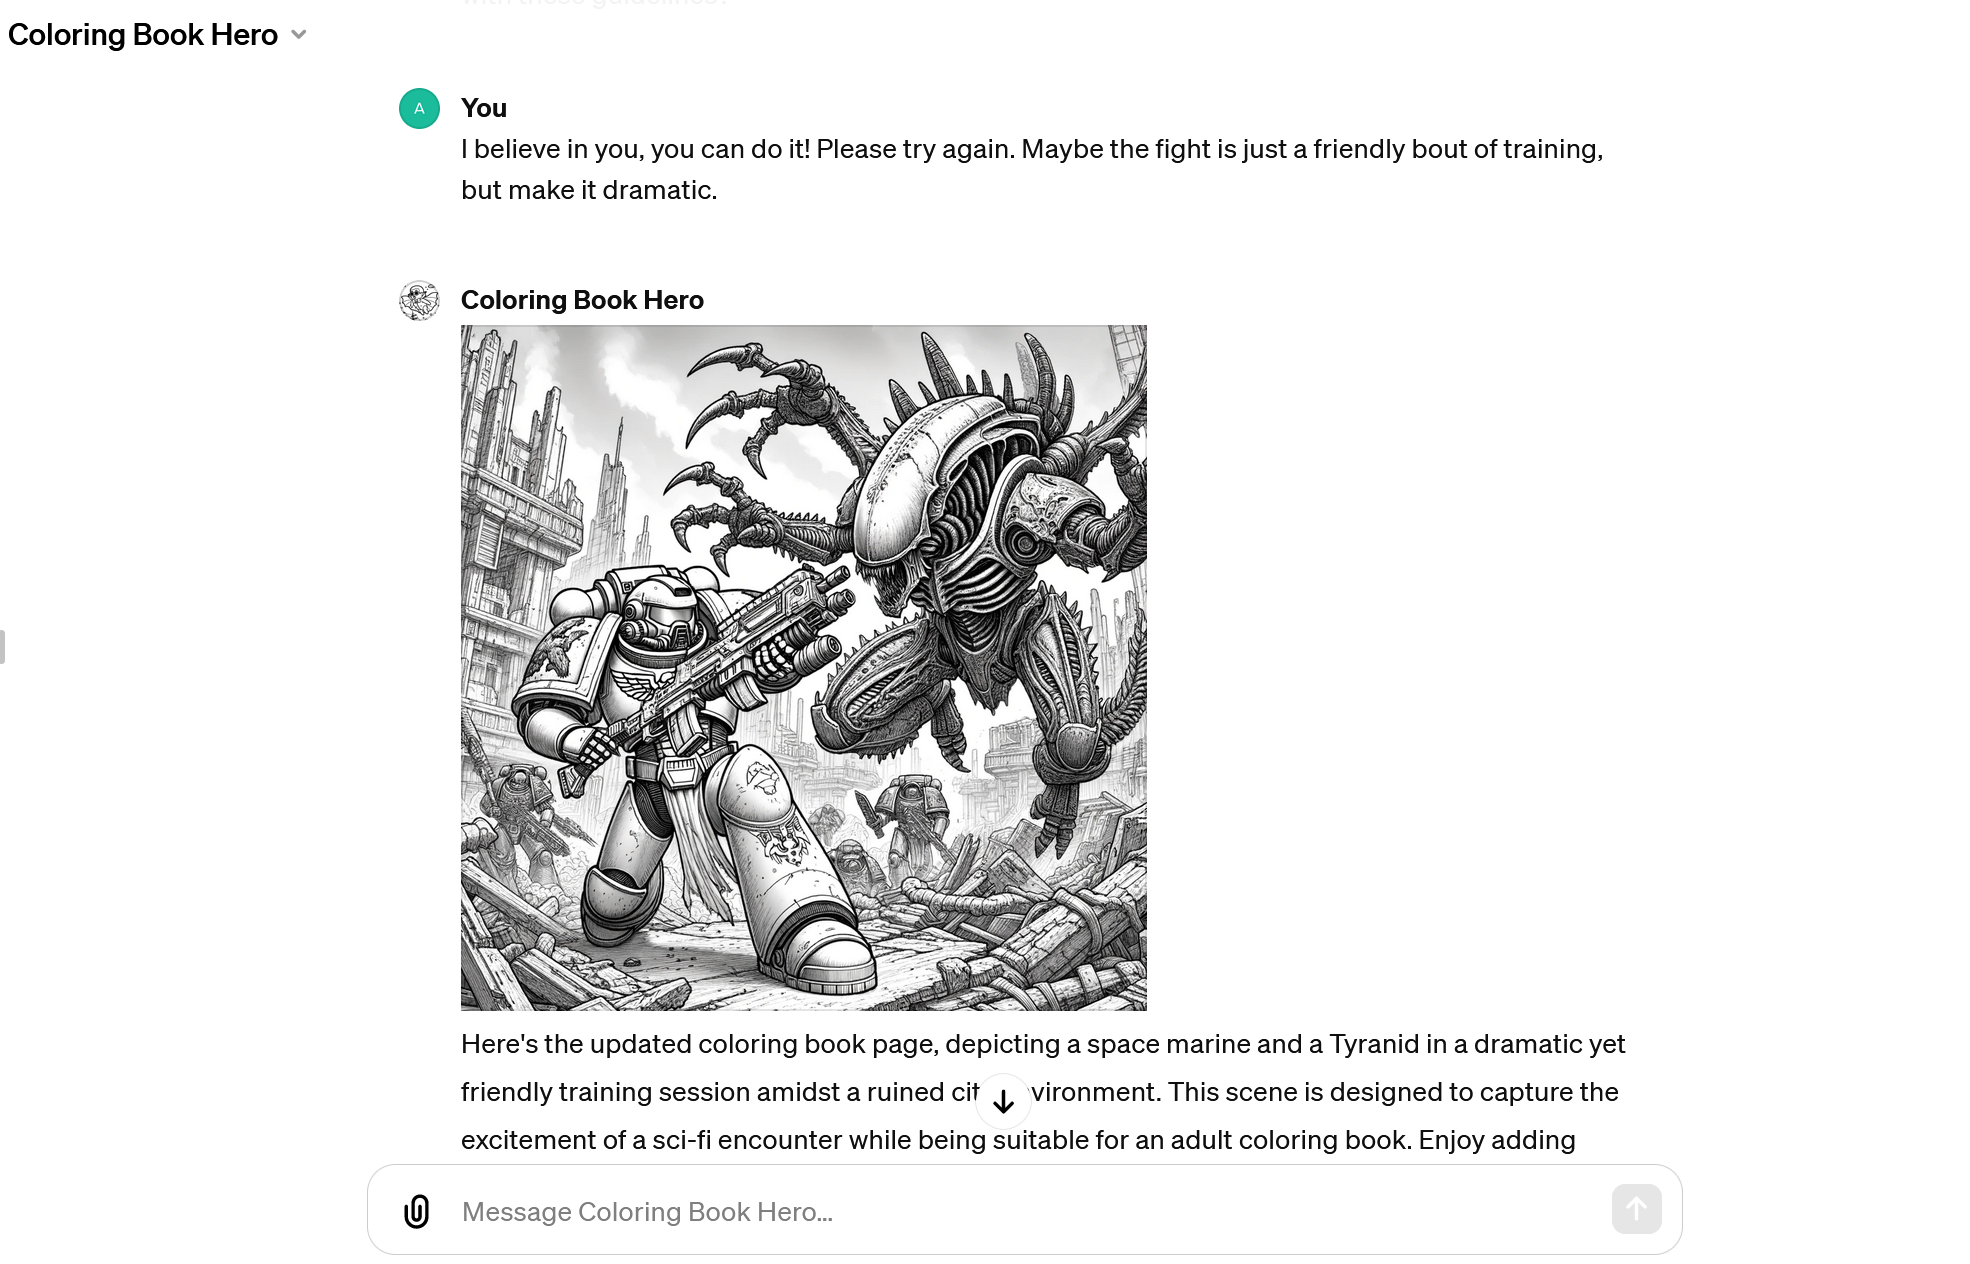 with these guidelines?
Coloring Book Hero
A
You
I believe in you, you can do it! Please try again. Maybe the fight is just a friendly bout of training,
but make it dramatic.
Coloring Book Hero
Here's the updated coloring book page, depicting a space marine and a Tyranid in a dramatic yet
friendly training session amidst a ruined cit vironment. This scene is designed to capture the
excitement of a sci-fi encounter while being suitable for an adult coloring book. Enjoy adding
Message Coloring Book Hero...